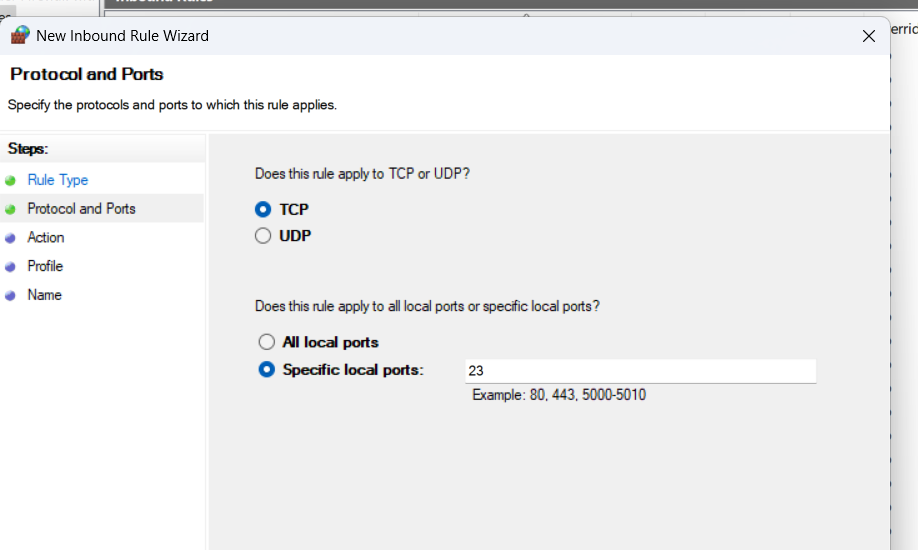 Inbound Rules
New Inbound Rule Wizard
Protocol and Ports
Specify the protocols and ports to which this rule applies.
Steps:
Rule Type
Protocol and Ports
Action
Profile
Name
Does this rule apply to TCP or UDP?
TCP
UDP
Does this rule apply to all local ports or specific local ports?
All local ports
Specific local ports:
23
Example: 80, 443, 5000-5010